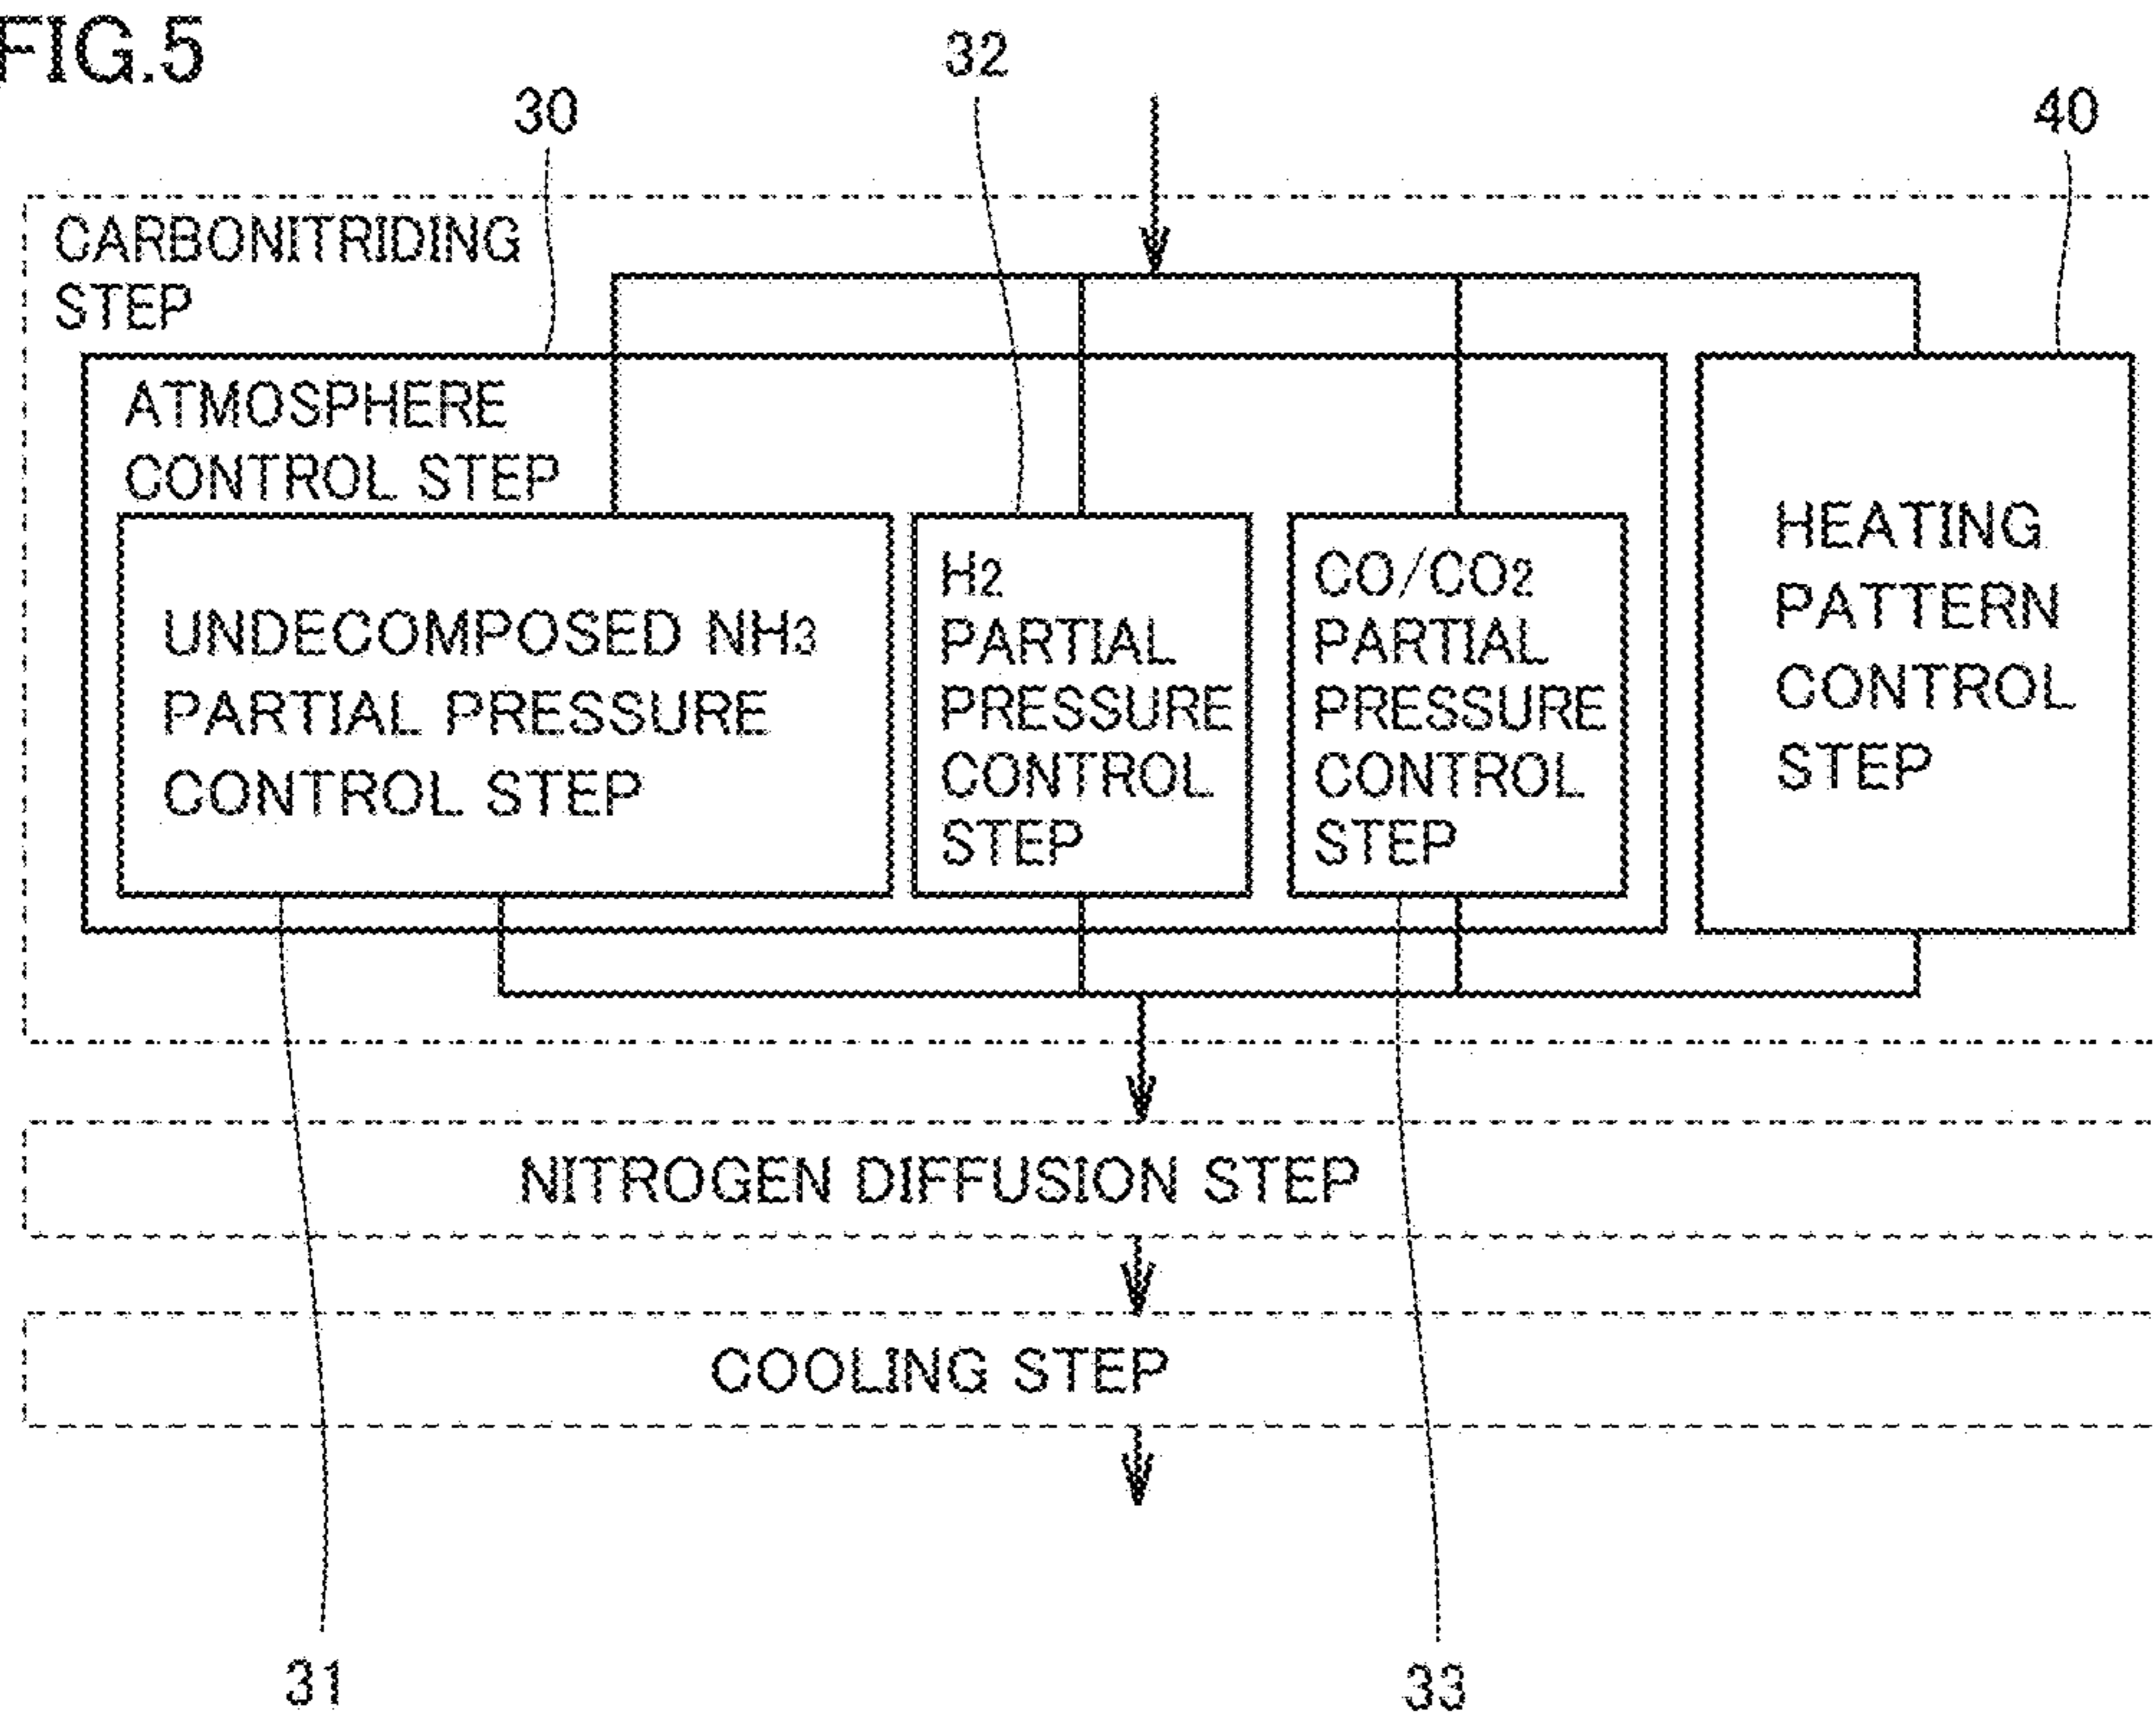 FIG.5
30
32
40
CARBONITRIDING
STEP
ATMOSPHERE
CONTROL STEP
UNDECOMPOSED NH3
PARTIAL PRESSURE
CONTROL STEP
H2
PARTIAL
PRESSURE
CONTROL
STEP
CO/CO2
PARTIAL
PRESSURE
CONTROL
STEP
HEATING
PATTERN
CONTROL
STEP
NITROGEN DIFFUSION STEP
COOLING STEP
31
33